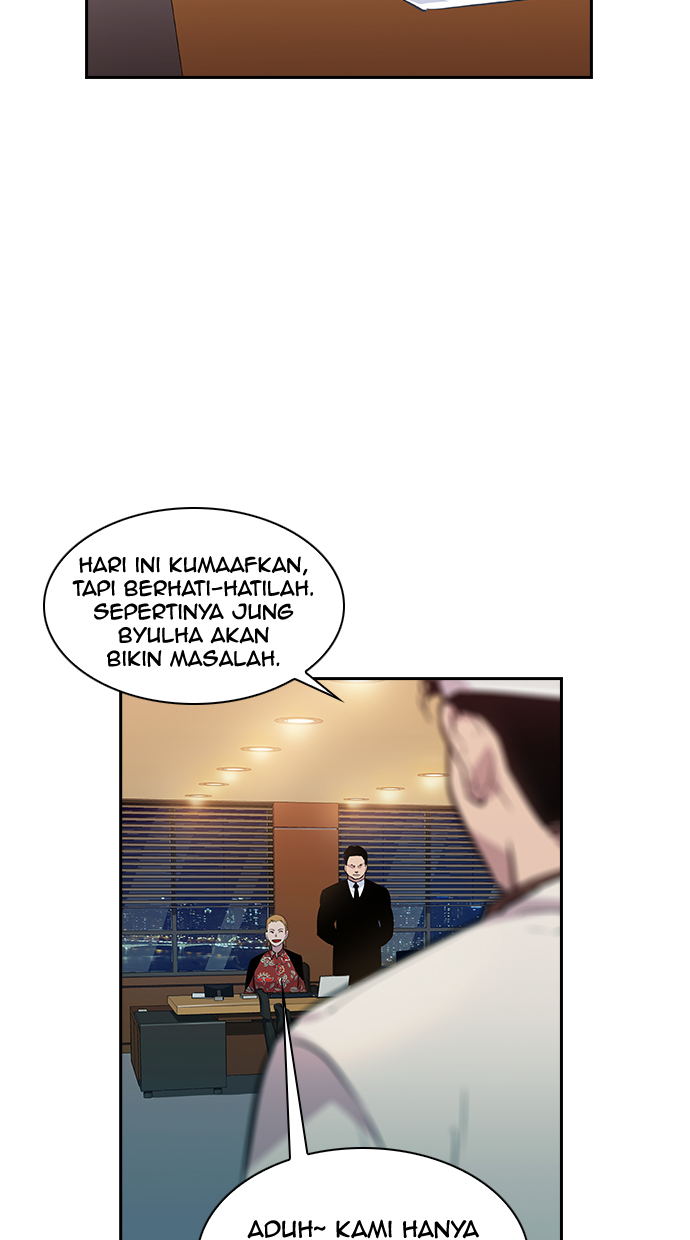 HARI INI KUMAAFKAN,
TAPI BERHATI-HATILAH.
SEPERTINYA JUNG
BYULHA AKAN
BIKIN MASALAH.
ADUH~ KAMI HANYA